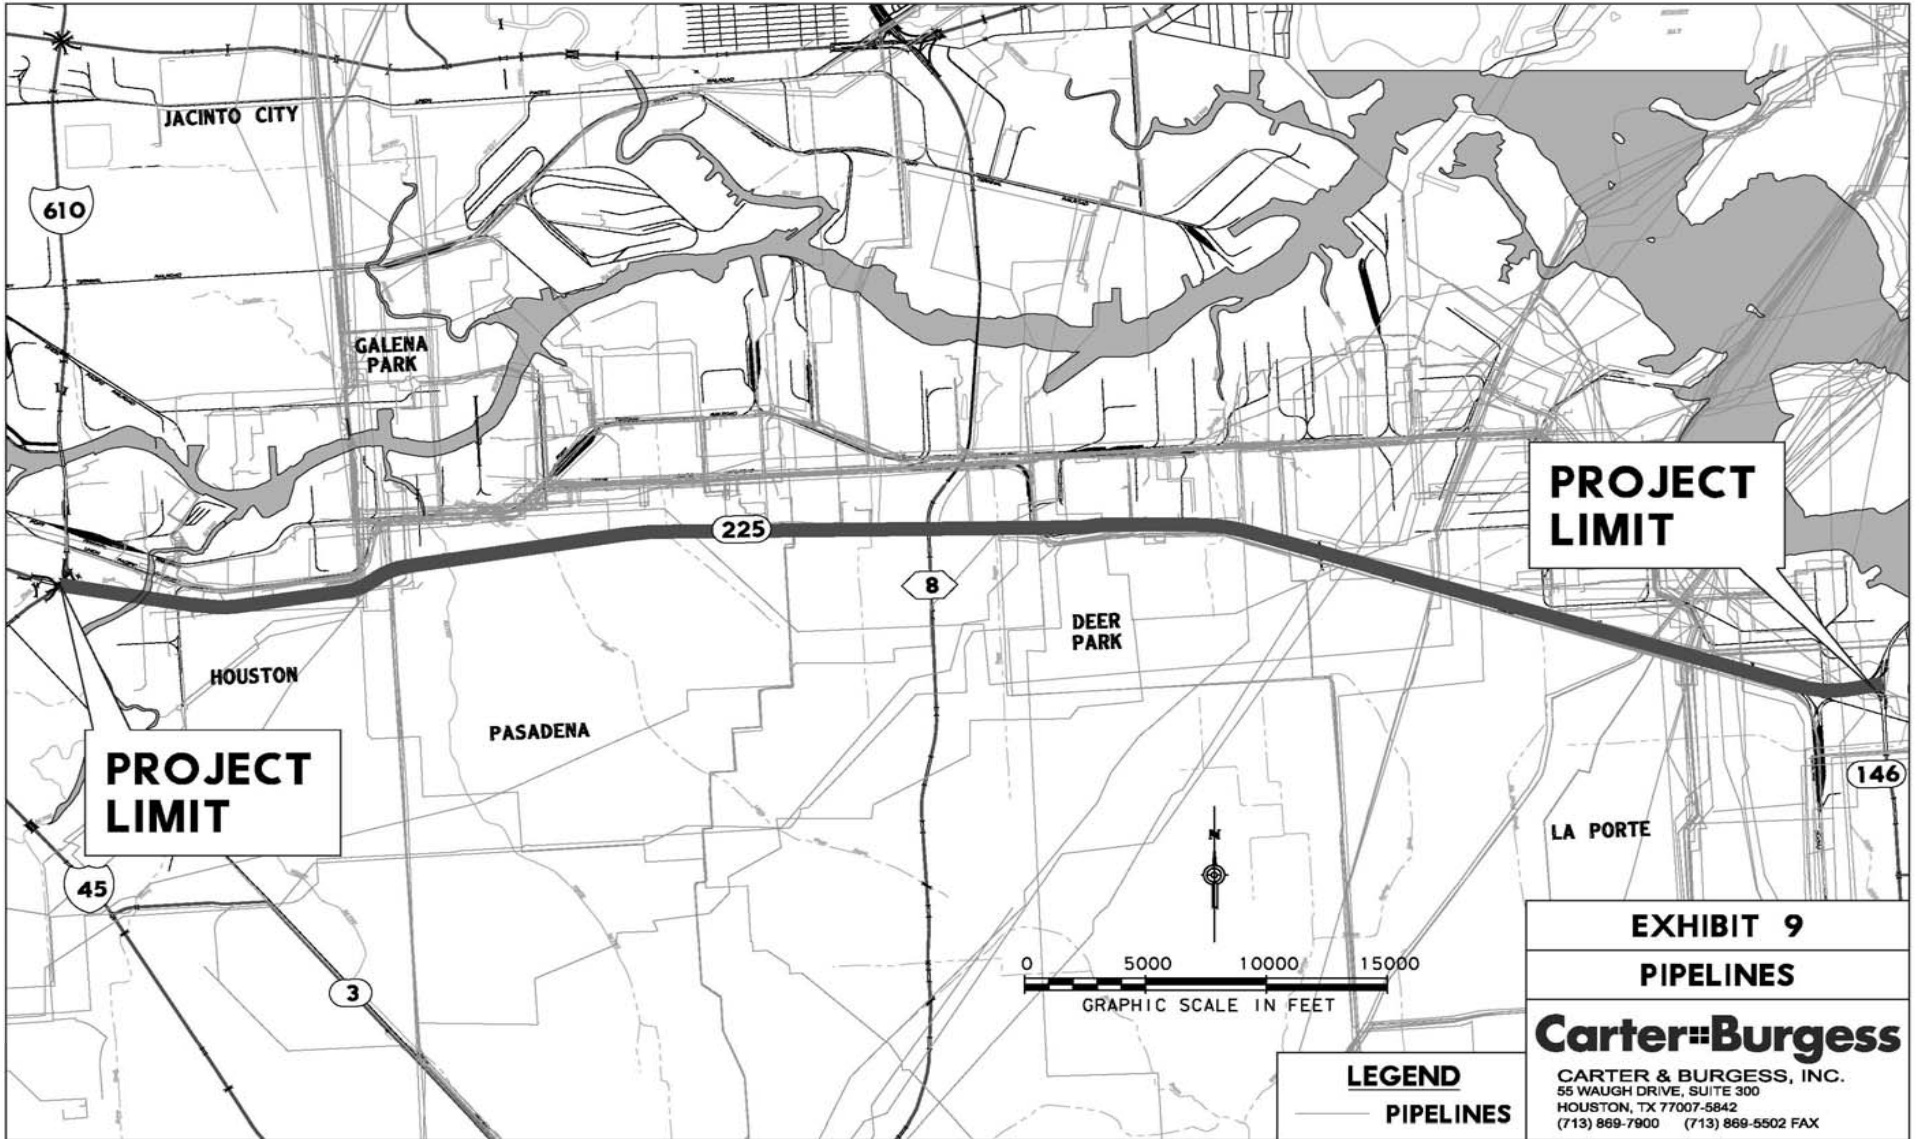 JACINTO CITY
610
GALENA
PARK
225
8
DEER
PARK
HOUSTON
PASADENA
PROJECT
LIMIT
PROJECT
LIMIT
146
LA PORTE
45
3
N
0 5000 10000 15000
GRAPHIC SCALE IN FEET
LEGEND
PIPELINES
EXHIBIT 9
PIPELINES
Carter Burgess
CARTER & BURGESS, INC.
55 WAUGH DRIVE, SUITE 300
HOUSTON, TX 77007-5842
(713) 869-7900 (713) 869-5502 FAX